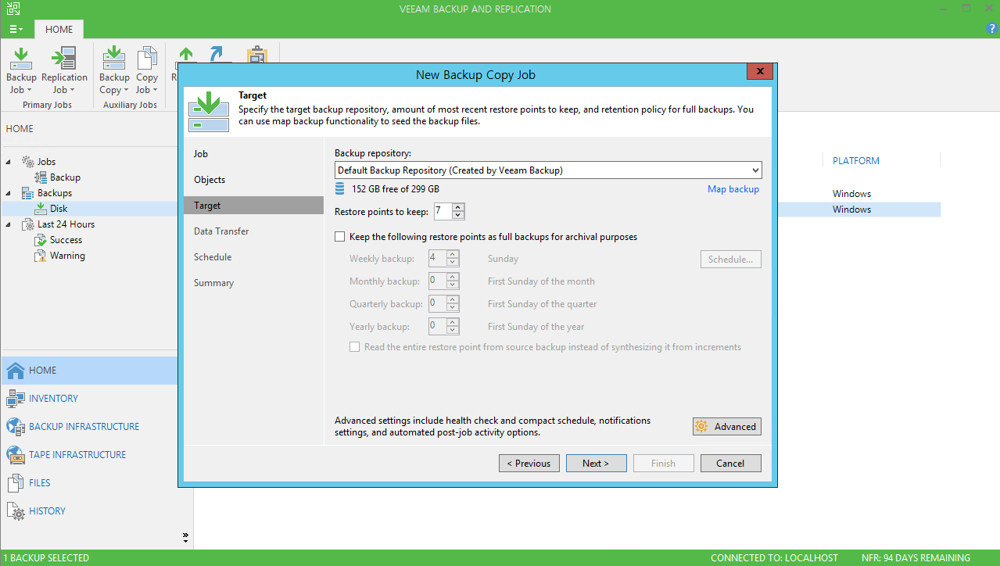 VEEAM BACKUP AND REPLICATION
HOME
?
Backup Job
Replication Job
Backup Copy
Copy Job
Primary Jobs
Auxiliary Jobs
HOME
Jobs
Backup
Backups
Disk
Last 24 Hours
Success
Warning
HOME
INVENTORY
BACKUP INFRASTRUCTURE
TAPE INFRASTRUCTURE
FILES
HISTORY
New Backup Copy Job
X
Target
Specify the target backup repository, amount of most recent restore points to keep, and retention policy for full backups. You
can use map backup functionality to seed the backup files.
Job
Objects
Target
Data Transfer
Schedule
Summary
Backup repository:
Default Backup Repository (Created by Veeam Backup)
152 GB free of 299 GB
Map backup
Restore points to keep: 7
Keep the following restore points as full backups for archival purposes
Weekly backup: 4 Sunday Schedule...
Monthly backup: 0 First Sunday of the month
Quarterly backup: 0 First Sunday of the quarter
Yearly backup: 0 First Sunday of the year
Read the entire restore point from source backup instead of synthesizing it from increments
Advanced settings include health check and compact schedule, notifications
settings, and automated post-job activity options.
Advanced
< Previous
Next >
Finish
Cancel
PLATFORM
Windows
Windows
1 BACKUP SELECTED
CONNECTED TO: LOCALHOST
NFR: 94 DAYS REMAINING